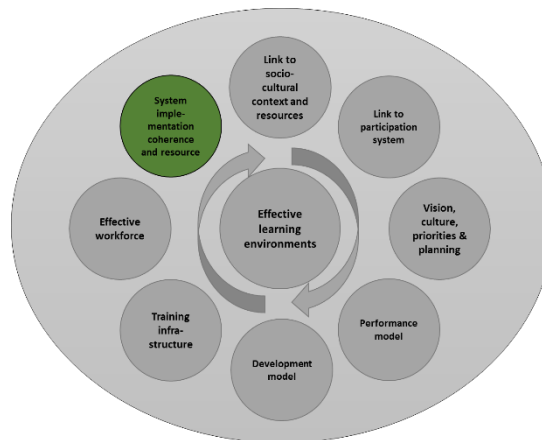 Link to
socio-
cultural
context and
resources
Link to
participation
system
Vision,
culture,
priorities &
planning
Performance
model
Development
model
Training
infra-
structure
Effective
workforce
System
imple-
mentation
coherence
and resource
Effective
learning
environments